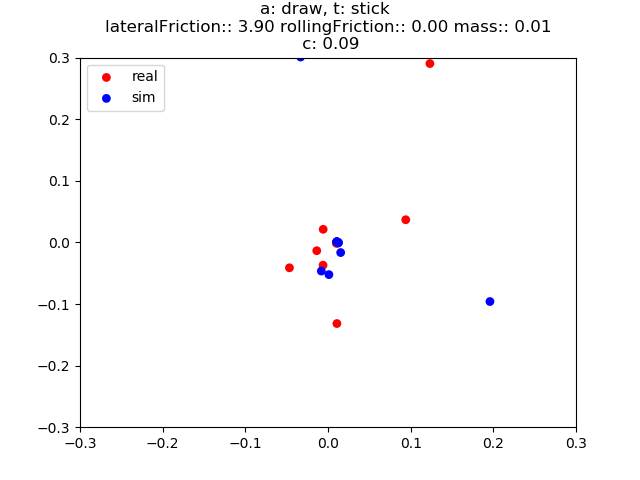 a: draw, t: stick
lateralFriction:: 3.90 rollingFriction:: 0.00 mass:: 0.01
c: 0.09
real
sim
0.3
0.2
0.1
0.0
−0.1
−0.2
−0.3
−0.3 −0.2 −0.1 0.0 0.1 0.2 0.3